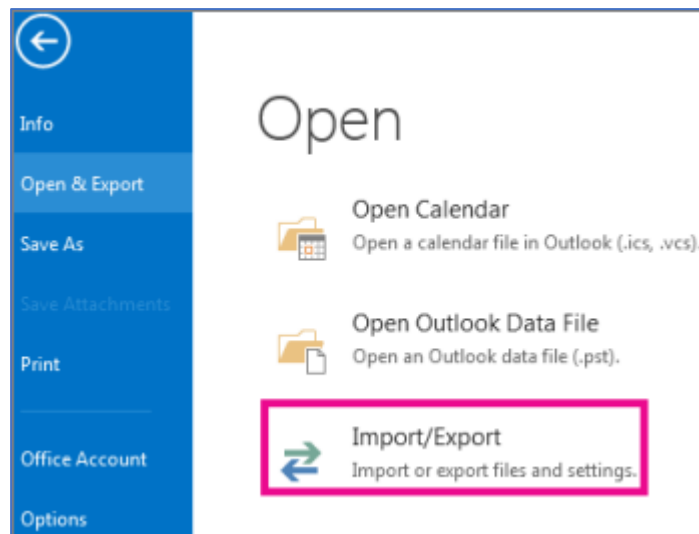 Info
Open & Export
Save As
Save Attachments
Print
Office Account
Options
Open
Open Calendar
Open a calendar file in Outlook (.ics, .vcs).
Open Outlook Data File
Open an Outlook data file (.pst).
Import/Export
Import or export files and settings.